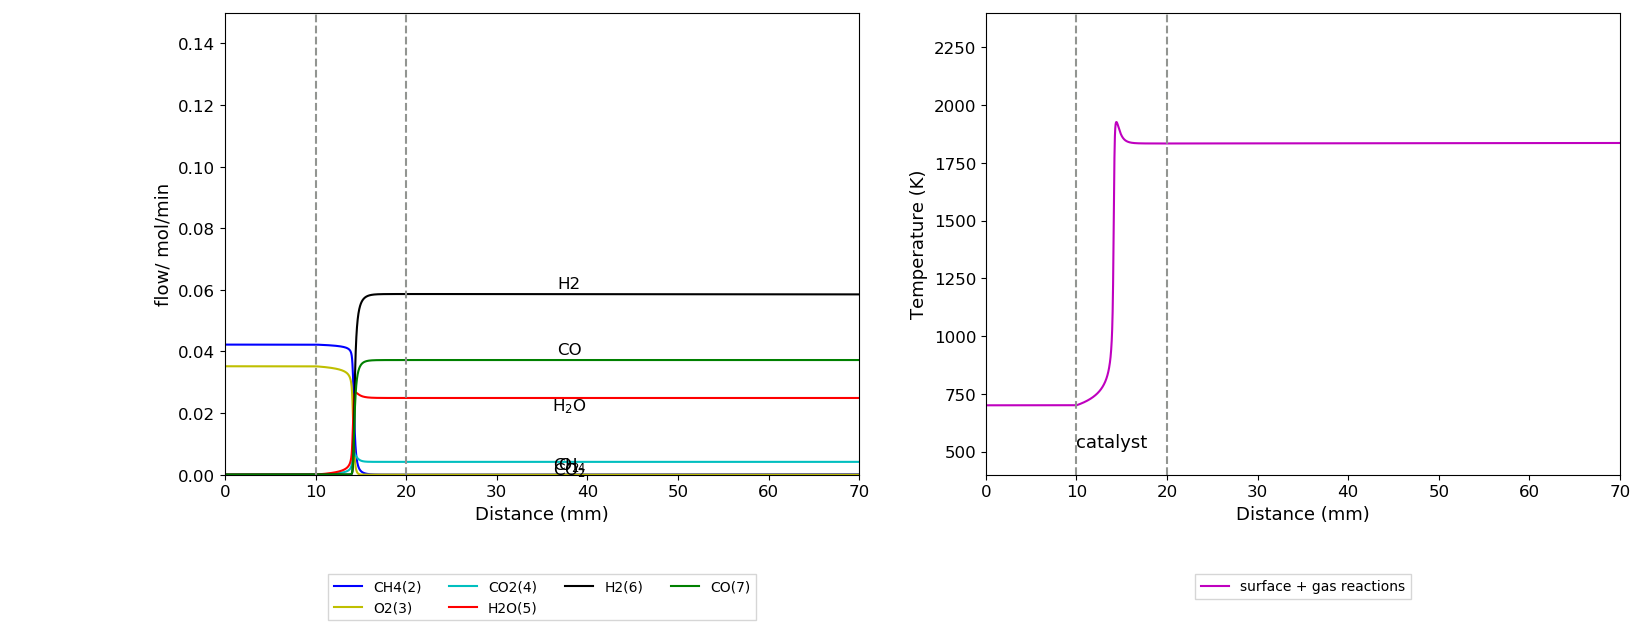 0.14
0.12
0.10
0.08
0.06
0.04
0.02
0.00
flow/ mol/min
H2
CO
H₂O
0 10 20 30 40 50 60 70
Distance (mm)
CH4(2) CO2(4) H2(6) CO(7)
O2(3) H2O(5)
2250
2000
1750
1500
1250
1000
750
500
Temperature (K)
catalyst
0 10 20 30 40 50 60 70
Distance (mm)
surface + gas reactions